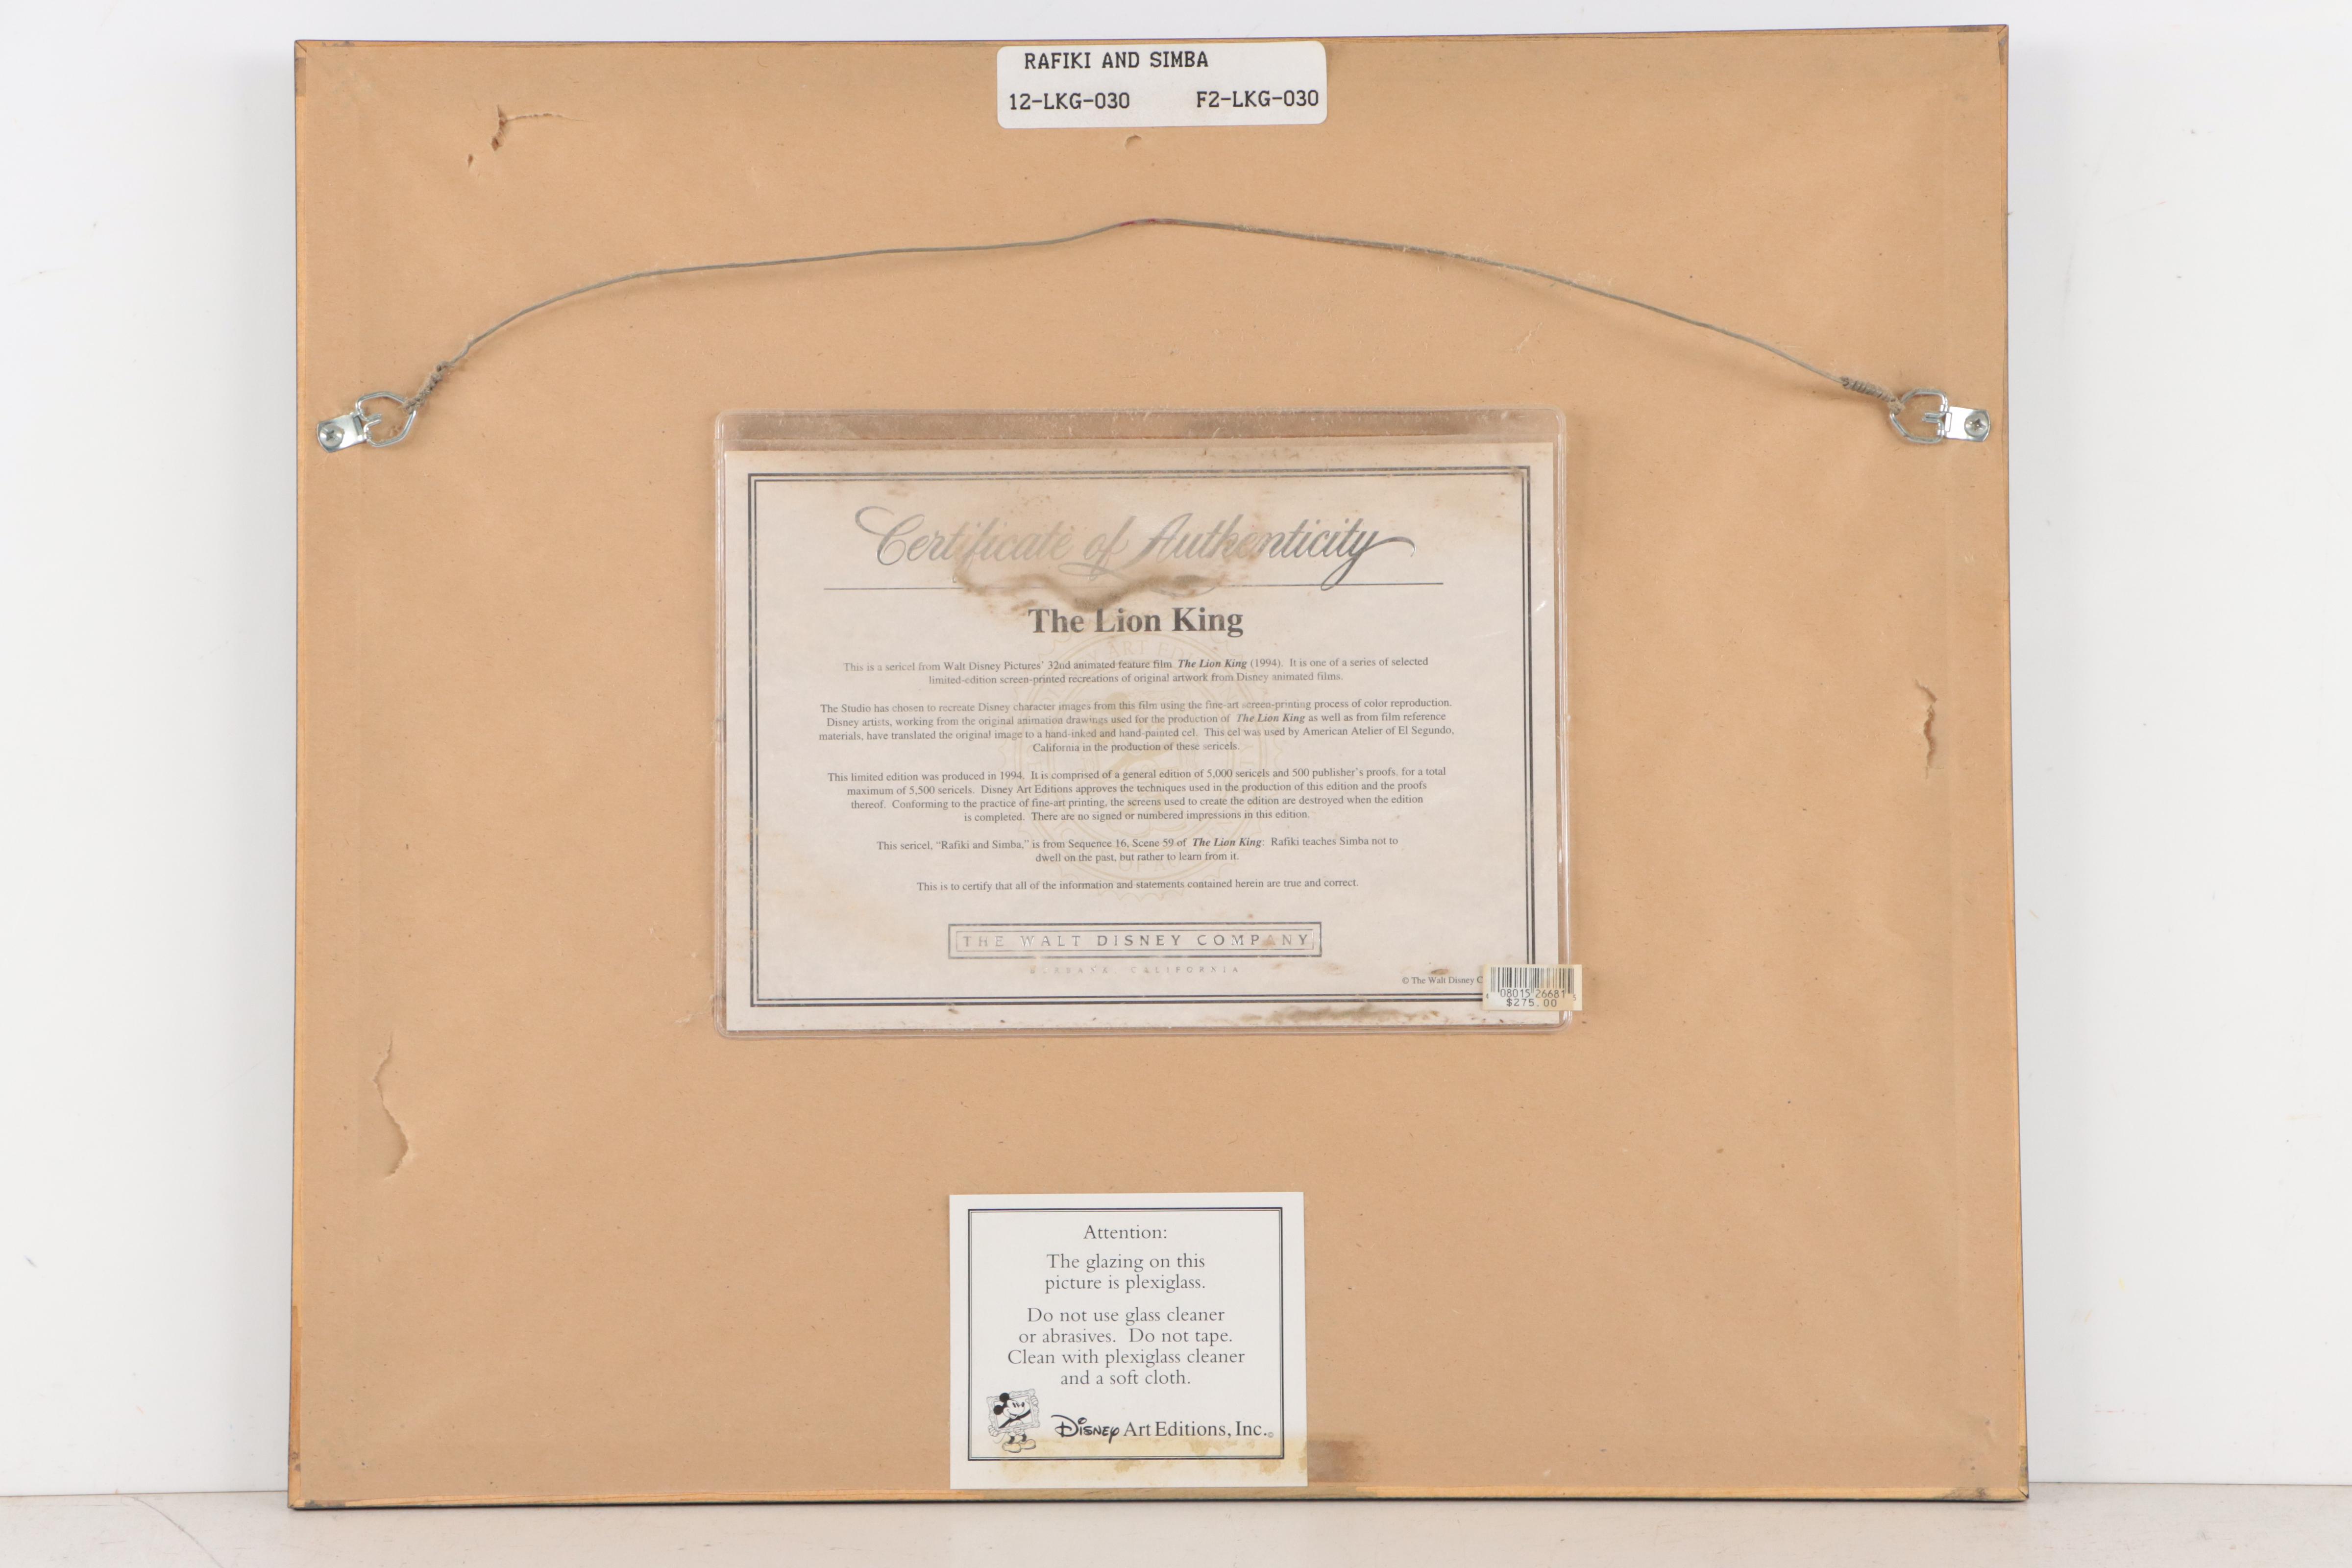 RAFIKI AND SIMBA
12-LKG-030 F2-LKG-030
Certificate of Authenticity
The Lion King
This is a sericel from Walt Disney Pictures' 32nd animated feature film The Lion King (1994). It is one of a series of selected
limited-edition screen-printed recreations of original artwork from Disney animated films.
The Studio has chosen to recreate Disney character images from this film using the fine-art screen-printing process of color reproduction.
Disney artists, working from the original animation drawings used for the production of The Lion King as well as from film reference
materials, have translated the original image to a hand-inked and hand-painted cel. This cel was used by American Atelier of El Segundo,
California in the production of these sericels.
This limited edition was produced in 1994. It is comprised of a general edition of 5,000 sericels and 500 publisher's proofs, for a total
maximum of 5,500 sericels. Disney Art Editions approves the techniques used in the production of this edition and the proofs
thereof. Conforming to the practice of fine-art printing, the screens used to create the edition are destroyed when the edition
is completed. There are no signed or numbered impressions in this edition.
This sericel, "Rafiki and Simba," is from Sequence 16, Scene 59 of The Lion King: Rafiki teaches Simba not to
dwell on the past, but rather to learn from it.
This is to certify that all of the information and statements contained herein are true and correct.
THE WALT DISNEY COMPANY
BURBANK, CALIFORNIA
© The Walt Disney C
08015 26681
$275.00
Attention:
The glazing on this
picture is plexiglass.
Do not use glass cleaner
or abrasives. Do not tape.
Clean with plexiglass cleaner
and a soft cloth.
Disney Art Editions, Inc.©